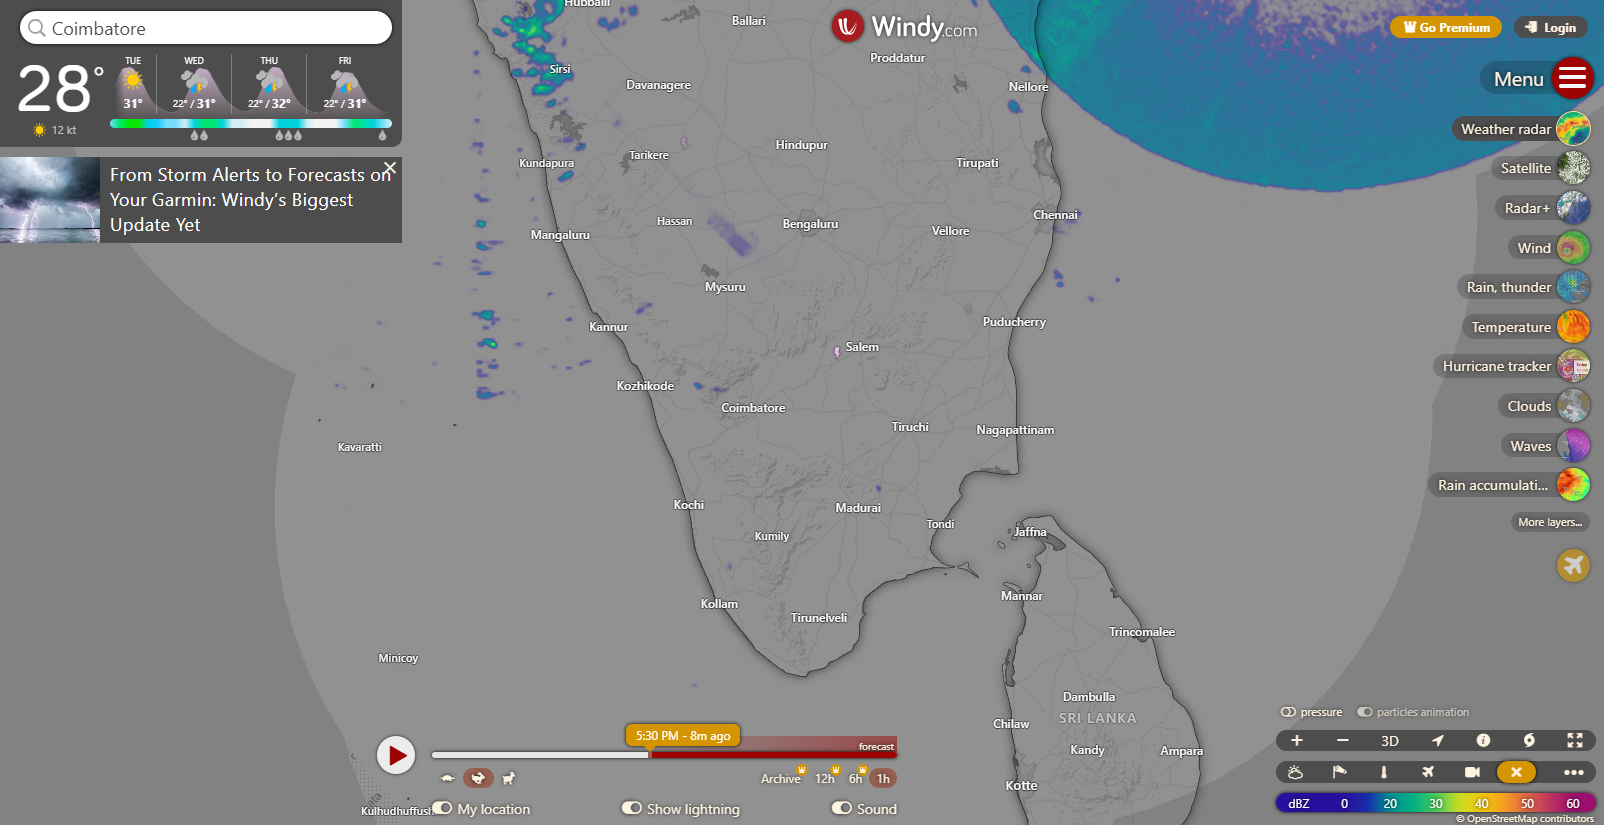 Coimbatore
28°
12 kt
TUE
31°
WED
22° / 31°
THU
22° / 32°
FRI
22° / 31°
From Storm Alerts to Forecasts on
Your Garmin: Windy’s Biggest
Update Yet
Windy.com
Go Premium
Login
Menu
Weather radar
Satellite
Radar+
Wind
Rain, thunder
Temperature
Hurricane tracker
Clouds
Waves
Rain accumulati...
More layers...
Hubballi
Ballari
Proddatur
Sirsi
Davanagere
Nellore
Kundapura
Tarikere
Hindupur
Tirupati
Mangaluru
Hassan
Bengaluru
Vellore
Chennai
Mysuru
Kannur
Puducherry
Salem
Kozhikode
Coimbatore
Tiruchi
Nagapattinam
Kavaratti
Kochi
Madurai
Tondi
Kumily
Jaffna
Mannar
Kollam
Tirunelveli
Trincomalee
Minicoy
Dambulla
Chilaw
SRI LANKA
Kandy
Ampara
Kotte
Kulhudhuffush
5:30 PM - 8m ago
forecast
Archive
12h
6h
1h
My location
Show lightning
Sound
pressure
particles animation
+
−
3D
dBZ 0 20 30 40 50 60
© OpenStreetMap contributors